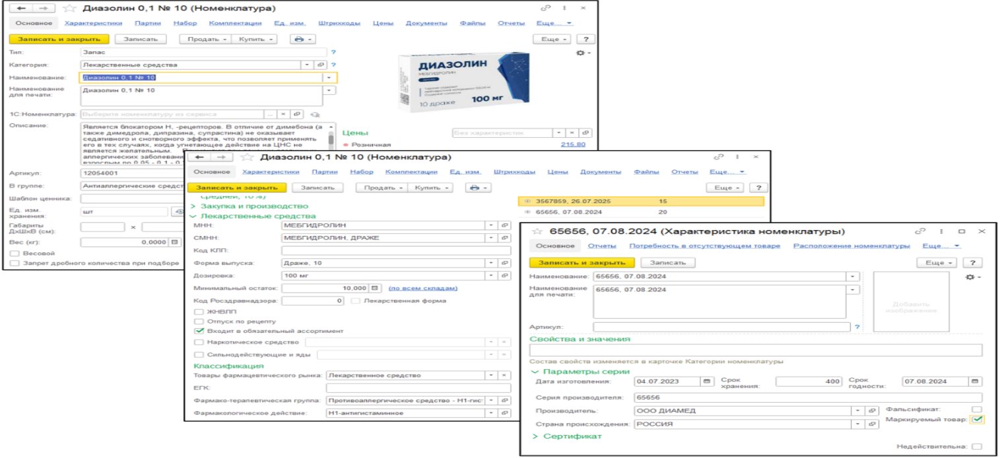 Диазолин 0,1 № 10 (Номенклатура)
Основное Характеристики Партии Набор Комплектации Ед. изм. Штрихкоды Цены Документы Файлы Отчеты Еще...
Записать и закрыть Записать Продать Купить Еще ?
Тип: Запас ?
Категория: Лекарственные средства ?
Наименование: Диазолин 0,1 № 10
Наименование для печати: Диазолин 0,1 № 10
1С:Номенклатура: Выберите номенклатуру из сервиса ...
Описание: Является блокатором Н, -рецепторов. В отличие от димебона (а
также димедрола, дипразина, супрастина) не оказывает
седативного и снотворного эффекта, что позволяет применять
его в тех случаях, когда угнетающее действие на ЦНС не
является желательным.
аллергических заболевани
взрослым по 0,05 - 0,1 -
ДИАЗОЛИН
МЕБГИДРОЛИН
10 драже 100 мг
Цены Без характеристик
Розничная 215,80
Артикул: 12054001
В группе: Антиаллергические средст
Шаблон ценника:
Ед. изм. хранения: шт
Габариты ДхШхВ (см): ×
Вес (кг): 0,0000
Весовой
Запрет дробного количества при подборе
Диазолин 0,1 № 10 (Номенклатура)
Основное Характеристики Партии Набор Комплектации Ед. изм. Штрихкоды Цены Документы Файлы Отчеты Еще...
Записать и закрыть Записать Продать Купить Еще ?
средней, 10%)
Закупка и производство
Лекарственные средства
МНН: МЕБГИДРОЛИН
СМНН: МЕБГИДРОЛИН, ДРАЖЕ
Код КЛП:
Форма выпуска: Драже, 10
Дозировка: 100 мг
Минимальный остаток: 10,000 (по всем складам)
Код Росздравнадзора: 0 Лекарственная форма
ЖНВЛП
Отпуск по рецепту
Входит в обязательный ассортимент
Наркотическое средство
Сильнодействующие и яды
Классификация
Товары фармацевтического рынка: Лекарственное средство
ЕГК:
Фармако-терапевтическая группа: Противоаллергическое средство - H1-гис
Фармакологическое действие: H1-антигистаминное
3567859, 26.07.2025 15
65656, 07.08.2024 20
65656, 07.08.2024 (Характеристика номенклатуры)
Основное Отчеты Потребность в отсутствующем товаре Расположение номенклатуры Еще...
Записать и закрыть Записать Еще ?
Наименование: 65656, 07.08.2024
Наименование для печати: 65656, 07.08.2024
Добавить изображение
Артикул: ?
Свойства и значения
Состав свойств изменяется в карточке Категории номенклатуры
Параметры серии
Дата изготовления: 04.07.2023 Срок хранения: 400 Срок годности: 07.08.2024
Серия производителя: 65656
Производитель: ООО ДИАМЕД Фальсификат:
Страна происхождения: РОССИЯ Маркируемый товар:
Сертификат
Недействительна: